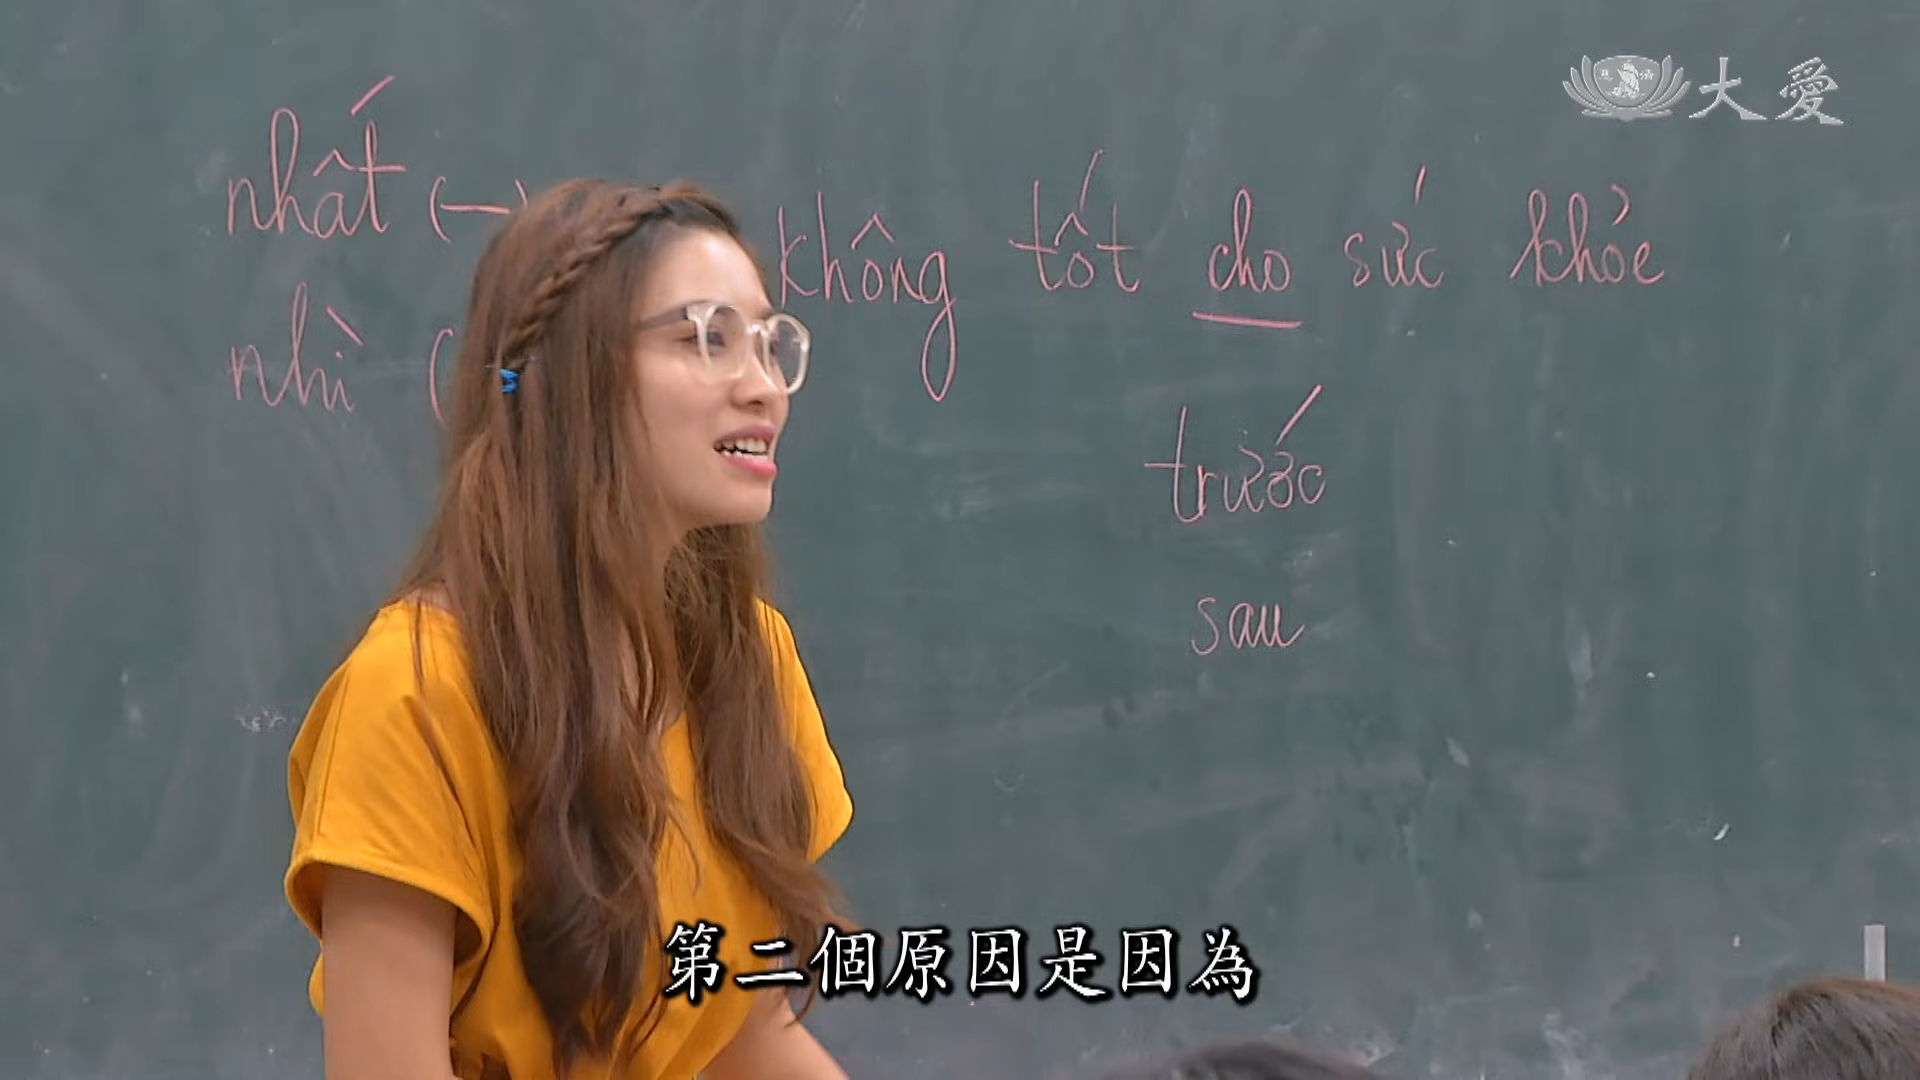 大愛
nhất (一)
không tốt cho sức khỏe
nhì (
trước
sau
第二個原因是因為